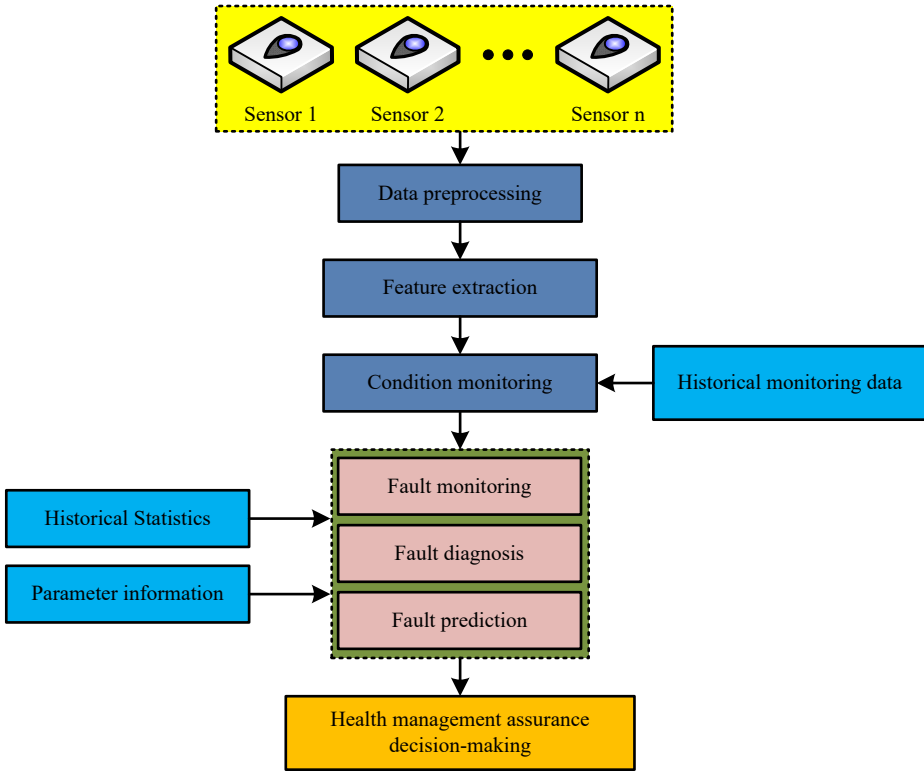 Sensor 1
Sensor 2
Sensor n
Data preprocessing
Feature extraction
Condition monitoring
Historical monitoring data
Fault monitoring
Historical Statistics
Fault diagnosis
Parameter information
Fault prediction
Health management assurance
decision-making